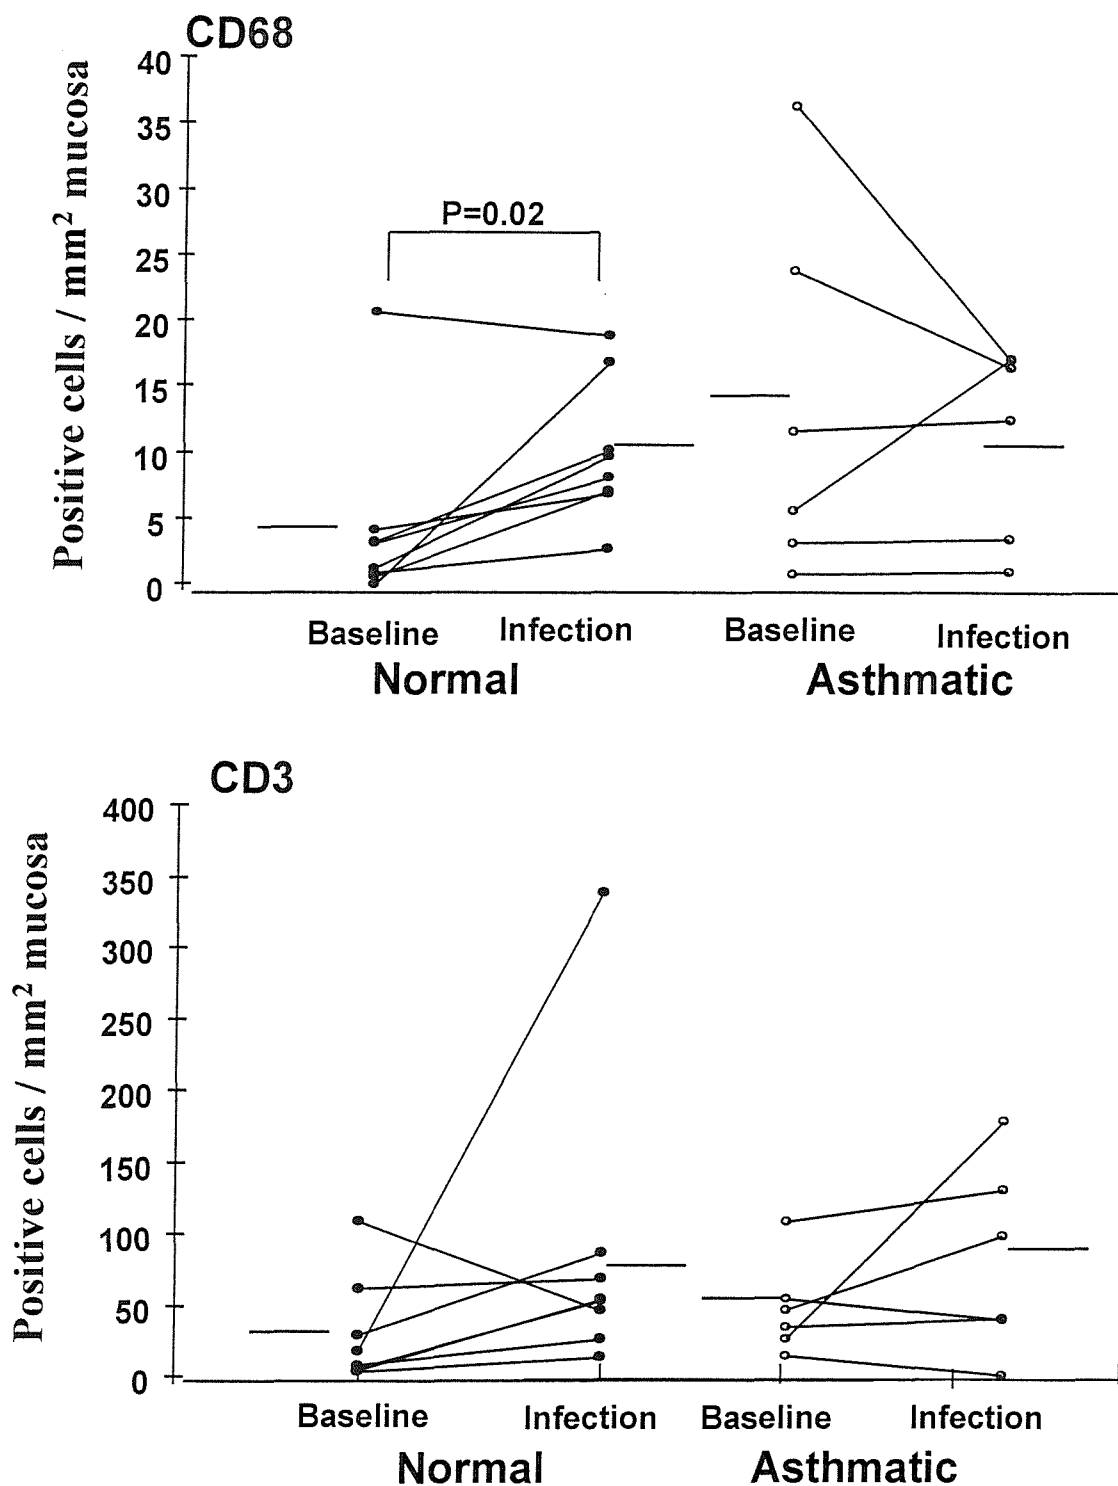 CD68
Positive cells / mm² mucosa
40
35
30
25
20
15
10
5
0
P=0.02
Baseline Infection Baseline Infection
Normal Asthmatic
CD3
Positive cells / mm² mucosa
400
350
300
250
200
150
100
50
0
Baseline Infection Baseline Infection
Normal Asthmatic